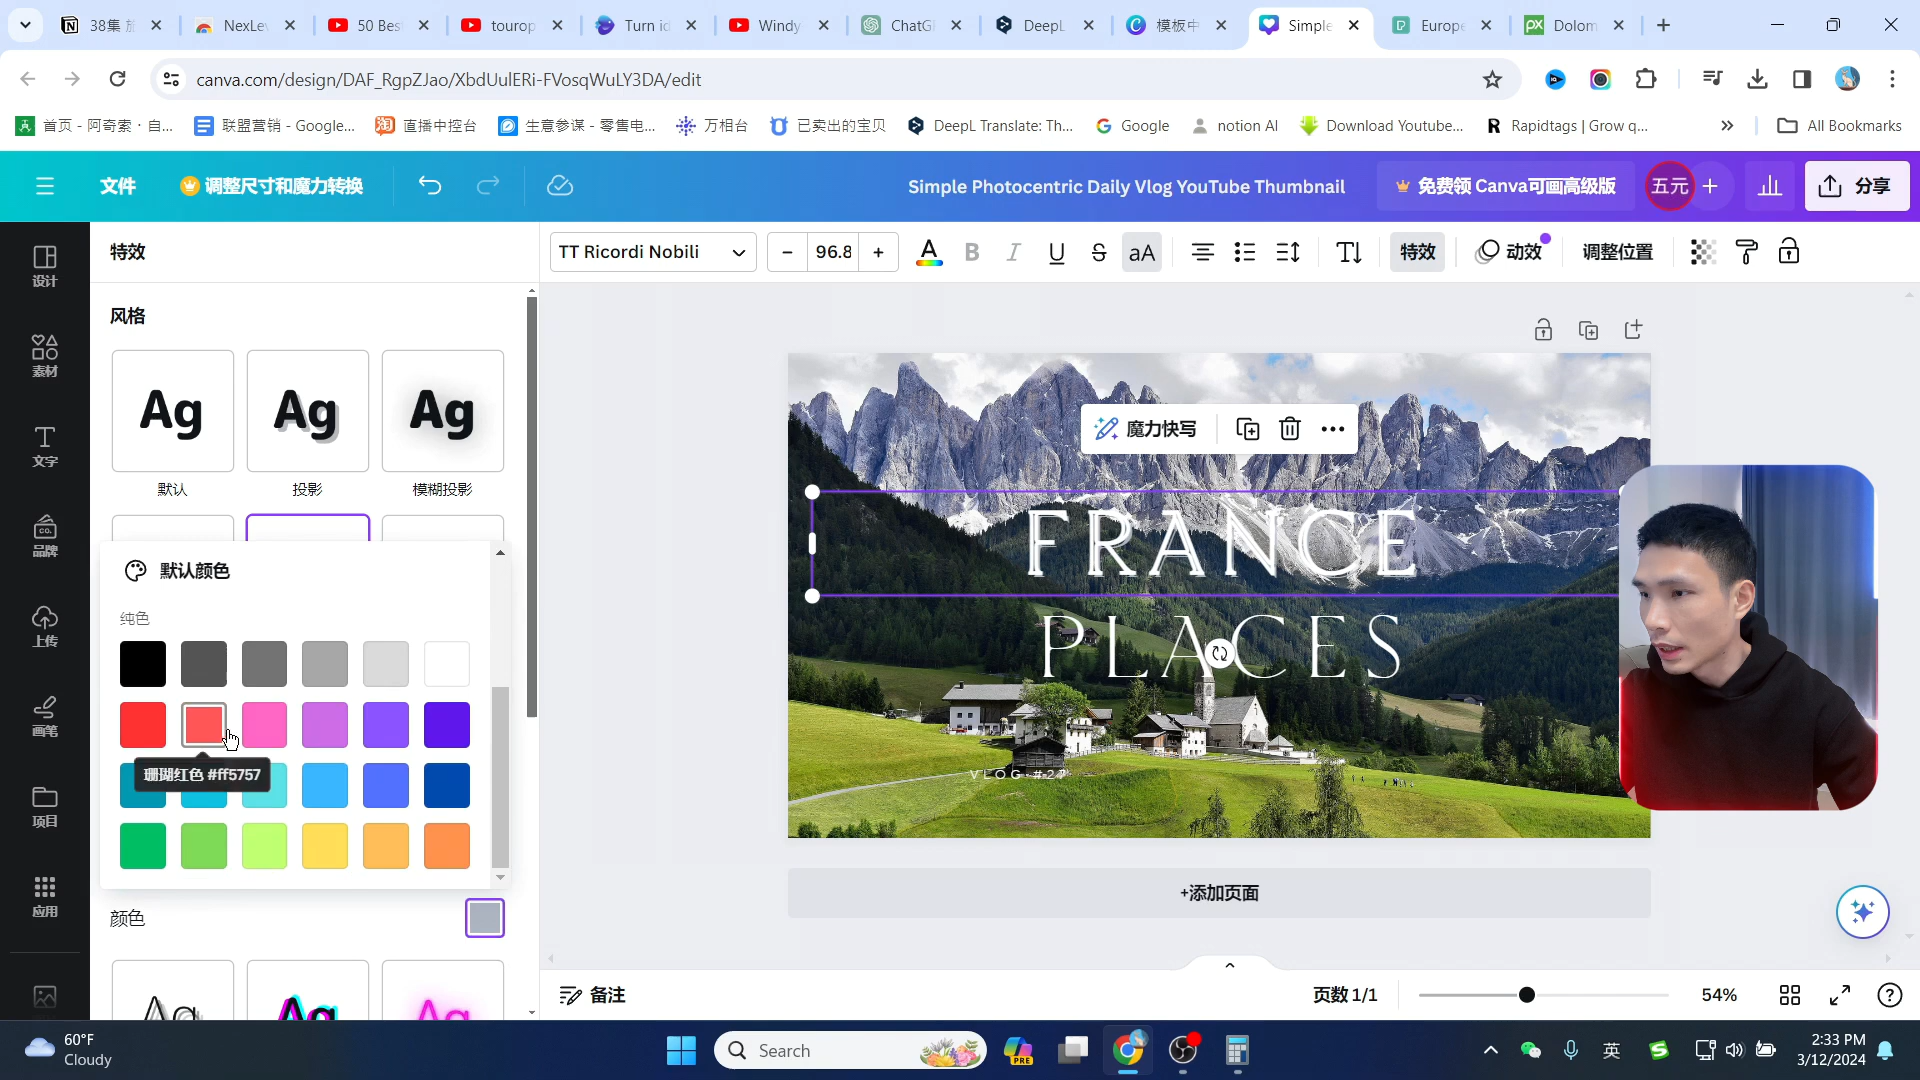 38集 旅
NexLev
50 Bes
tourop
Turn id
Windy
ChatG
DeepL
模板中
Simple
Europe
Dolom
canva.com/design/DAF_RgpZJao/XbdUulERi-FVosqWuLY3DA/edit
首页 - 阿奇索 · 自...
联盟营销 - Google...
直播中控台
生意参谋 - 零售电...
万相台
已卖出的宝贝
DeepL Translate: Th...
Google
notion AI
Download Youtube...
Rapidtags | Grow q...
All Bookmarks
文件
调整尺寸和魔力转换
Simple Photocentric Daily Vlog YouTube Thumbnail
免费领 Canva可画高级版
五元
分享
设计
素材
文字
品牌
上传
画笔
项目
应用
特效
TT Ricordi Nobili
96.8
aA
特效
动效
调整位置
风格
Ag
Ag
Ag
默认
投影
模糊投影
默认颜色
纯色
珊瑚红色 #ff5757
颜色
Ag
Ag
Ag
魔力快写
FRANCE
PLACES
VLOG #27
+添加页面
备注
页数 1/1
54%
60°F
Cloudy
Search
PRE
英
2:33 PM
3/12/2024